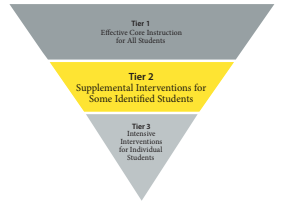 Tier 1
Effective Core Instruction
for All Students
Tier 2
Supplemental Interventions for
Some Identified Students
Tier 3
Intensive
Interventions
for Individual
Students